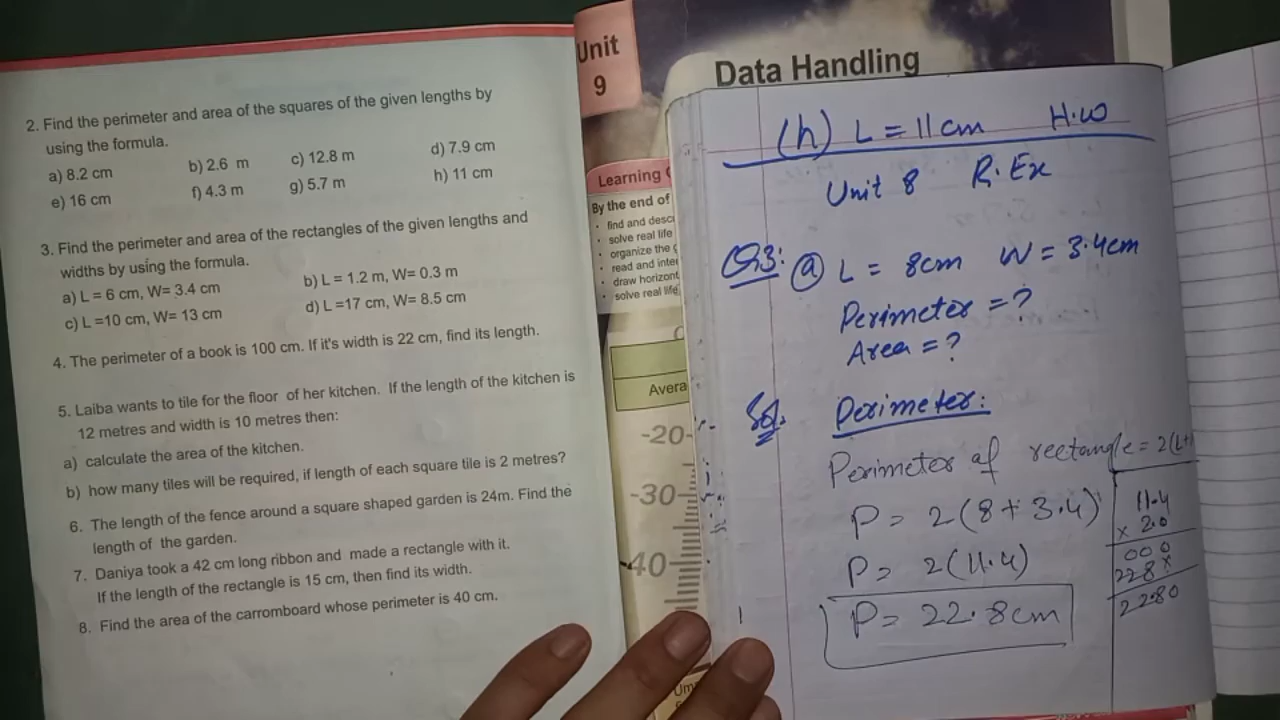 2. Find the perimeter and area of the squares of the given lengths by
using the formula.
a) 8.2 cm b) 2.6 m c) 12.8 m d) 7.9 cm
e) 16 cm f) 4.3 m g) 5.7 m h) 11 cm
3. Find the perimeter and area of the rectangles of the given lengths and
widths by using the formula.
a) L = 6 cm, W= 3.4 cm b) L = 1.2 m, W= 0.3 m
c) L =10 cm, W= 13 cm d) L =17 cm, W= 8.5 cm
4. The perimeter of a book is 100 cm. If it's width is 22 cm, find its length.
5. Laiba wants to tile for the floor of her kitchen. If the length of the kitchen is
12 metres and width is 10 metres then:
a) calculate the area of the kitchen.
b) how many tiles will be required, if length of each square tile is 2 metres?
6. The length of the fence around a square shaped garden is 24m. Find the
length of the garden.
7. Daniya took a 42 cm long ribbon and made a rectangle with it.
If the length of the rectangle is 15 cm, then find its width.
8. Find the area of the carromboard whose perimeter is 40 cm.
Unit
9
Data Handling
Learning
By the end of
• find and
• solve real life
• organize the
• read and
• draw
• solve real life
-20-
-30-
-40-
(h) L = 11 cm H.W
Unit 8 R. Ex
Q3: (a) L = 8cm W = 3.4cm
Perimeter = ?
Area = ?
Sol. Perimeter:
Perimeter of rectangle = 2(L+
P = 2(8+3.4)
P = 2(11.4)
P = 22.8cm
11.4
x 2.0
000
228x
22.80